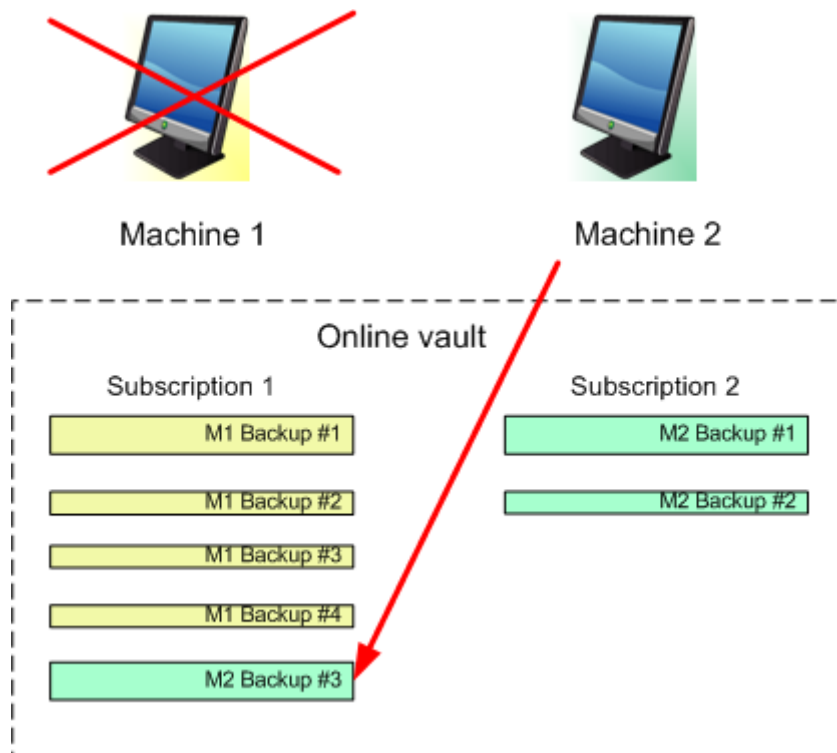 Machine 1
Machine 2
Online vault
Subscription 1
M1 Backup #1
M1 Backup #2
M1 Backup #3
M1 Backup #4
M2 Backup #3
Subscription 2
M2 Backup #1
M2 Backup #2